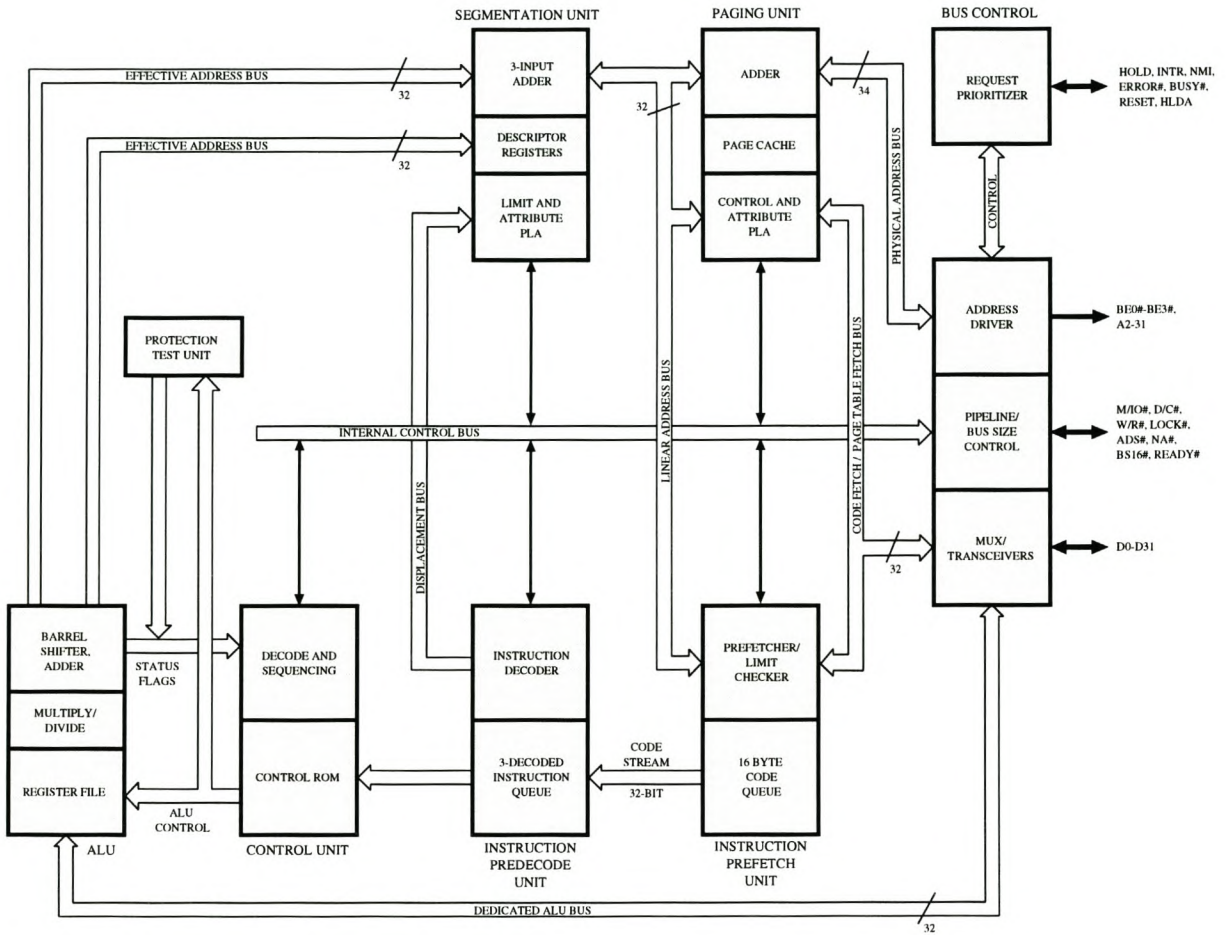 SEGMENTATION UNIT
PAGING UNIT
BUS CONTROL
EFFECTIVE ADDRESS BUS
32
3-INPUT
ADDER
32
ADDER
34
REQUEST
PRIORITIZER
HOLD, INTR, NMI,
ERROR#, BUSY#,
RESET, HLDA
EFFECTIVE ADDRESS BUS
32
DESCRIPTOR
REGISTERS
PAGE CACHE
LIMIT AND
ATTRIBUTE
PLA
CONTROL AND
ATTRIBUTE
PLA
PHYSICAL ADDRESS BUS
CONTROL
PROTECTION
TEST UNIT
ADDRESS
DRIVER
BE0#-BE3#,
A2-31
LINEAR ADDRESS BUS
CODE FETCH / PAGE TABLE FETCH BUS
INTERNAL CONTROL BUS
PIPELINE/
BUS SIZE
CONTROL
M/IO#, D/C#,
W/R#, LOCK#,
ADS#, NA#,
BS16#, READY#
DISPLACEMENT BUS
32
MUX/
TRANSCEIVERS
D0-D31
BARREL
SHIFTER,
ADDER
STATUS
FLAGS
DECODE AND
SEQUENCING
INSTRUCTION
DECODER
PREFETCHER/
LIMIT
CHECKER
MULTIPLY/
DIVIDE
REGISTER FILE
ALU
CONTROL
CONTROL ROM
3-DECODED
INSTRUCTION
QUEUE
CODE
STREAM
32-BIT
16 BYTE
CODE
QUEUE
ALU
CONTROL UNIT
INSTRUCTION
PREDECODE
UNIT
INSTRUCTION
PREFETCH
UNIT
DEDICATED ALU BUS
32